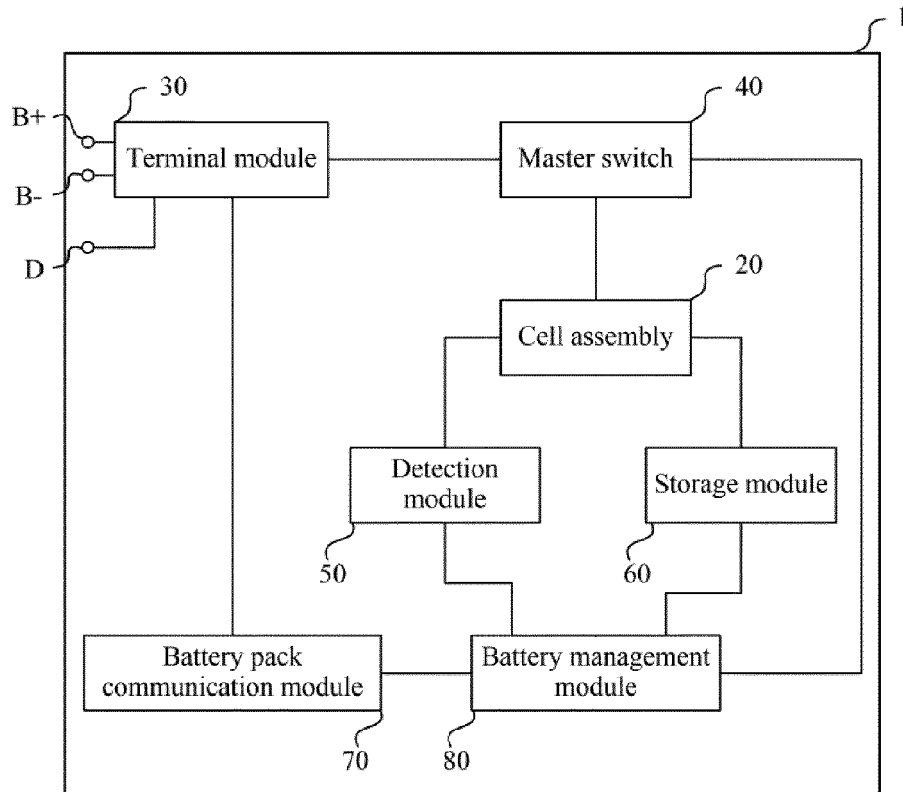 1
30
40
B+
Terminal module
Master switch
B-
D
20
Cell assembly
Detection
module
Storage module
50
60
Battery pack
communication module
Battery management
module
70
80